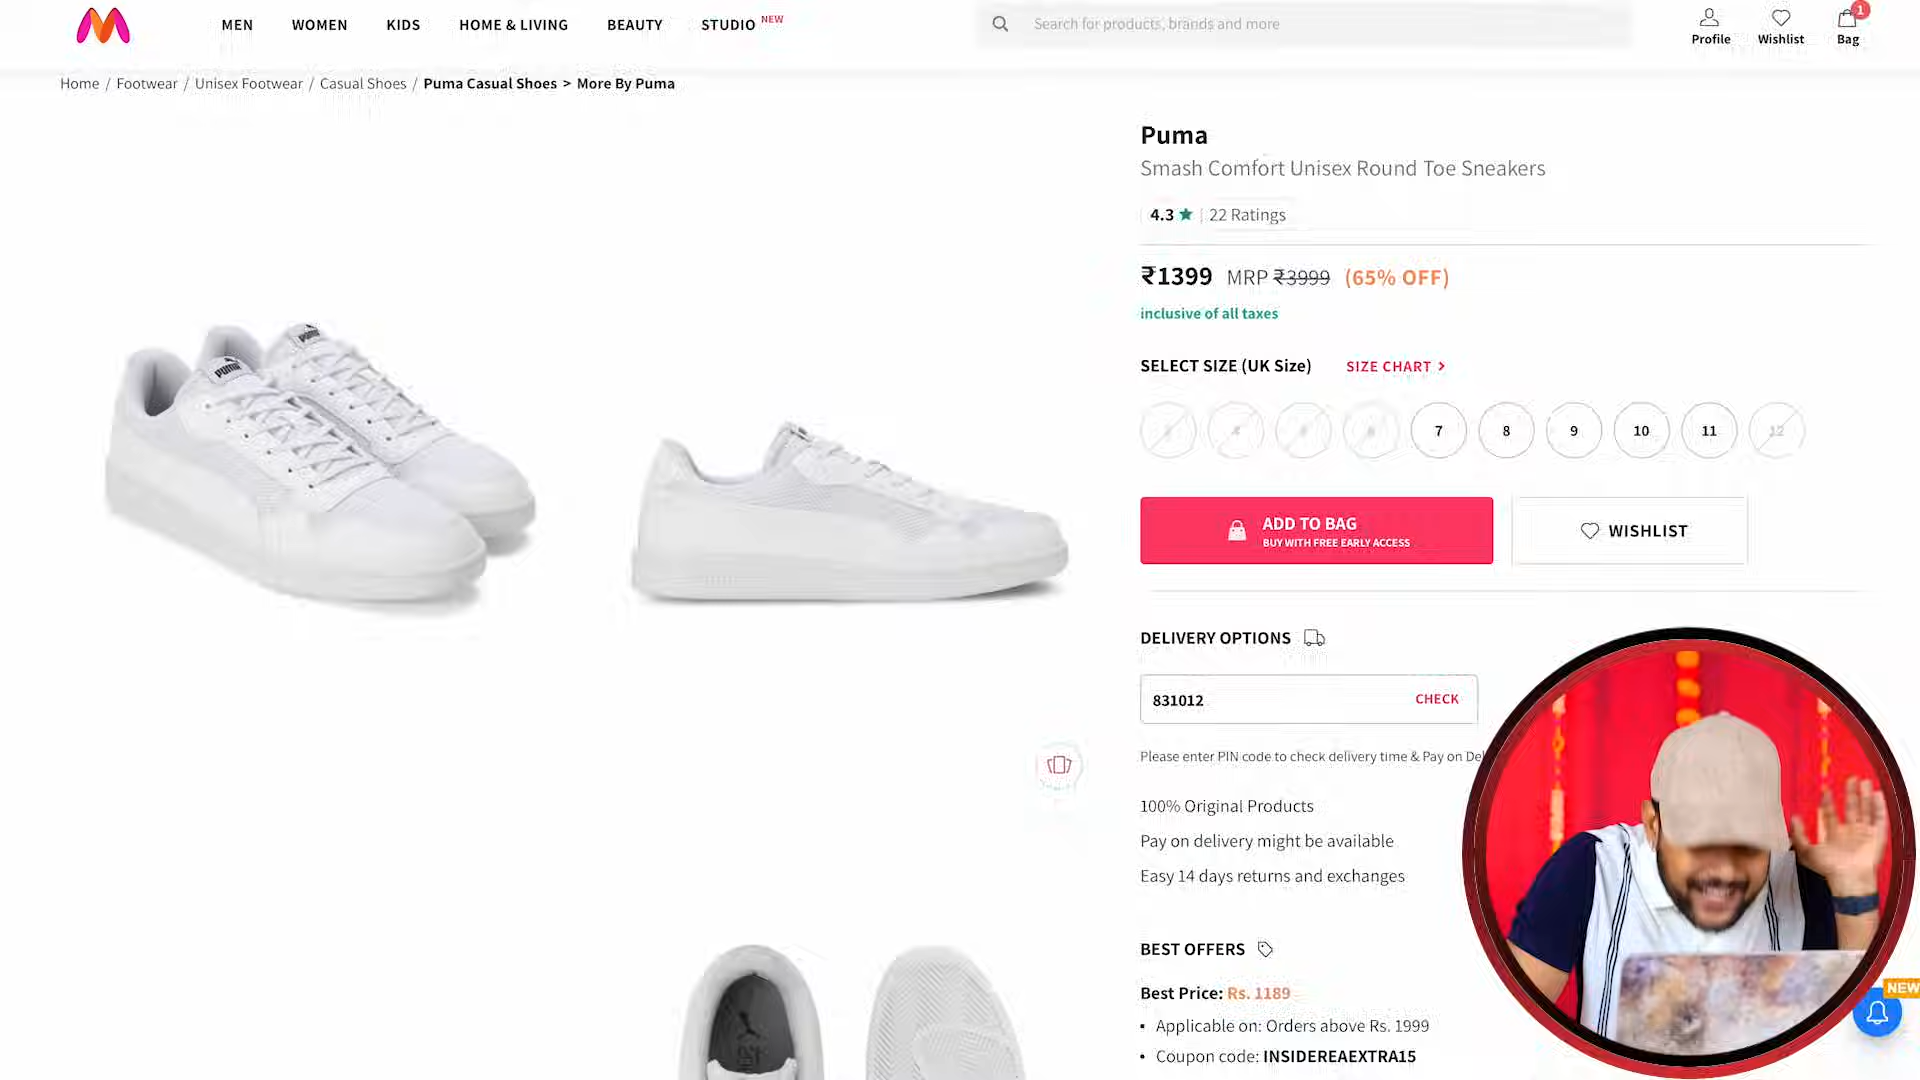 MEN WOMEN KIDS HOME & LIVING BEAUTY STUDIO NEW
Search for products, brands and more
Profile Wishlist Bag 1
Home / Footwear / Unisex Footwear / Casual Shoes / Puma Casual Shoes > More By Puma
Puma
Smash Comfort Unisex Round Toe Sneakers
4.3 ★ | 22 Ratings
₹1399 MRP ₹3999 (65% OFF)
inclusive of all taxes
SELECT SIZE (UK Size) SIZE CHART >
7 8 9 10 11 12
ADD TO BAG
BUY WITH FREE EARLY ACCESS
WISHLIST
DELIVERY OPTIONS
831012 CHECK
Please enter PIN code to check delivery time & Pay on Del
100% Original Products
Pay on delivery might be available
Easy 14 days returns and exchanges
BEST OFFERS
Best Price: Rs. 1189
• Applicable on: Orders above Rs. 1999
• Coupon code: INSIDEREAEXTRA15
NEW
PUMA
PUMA